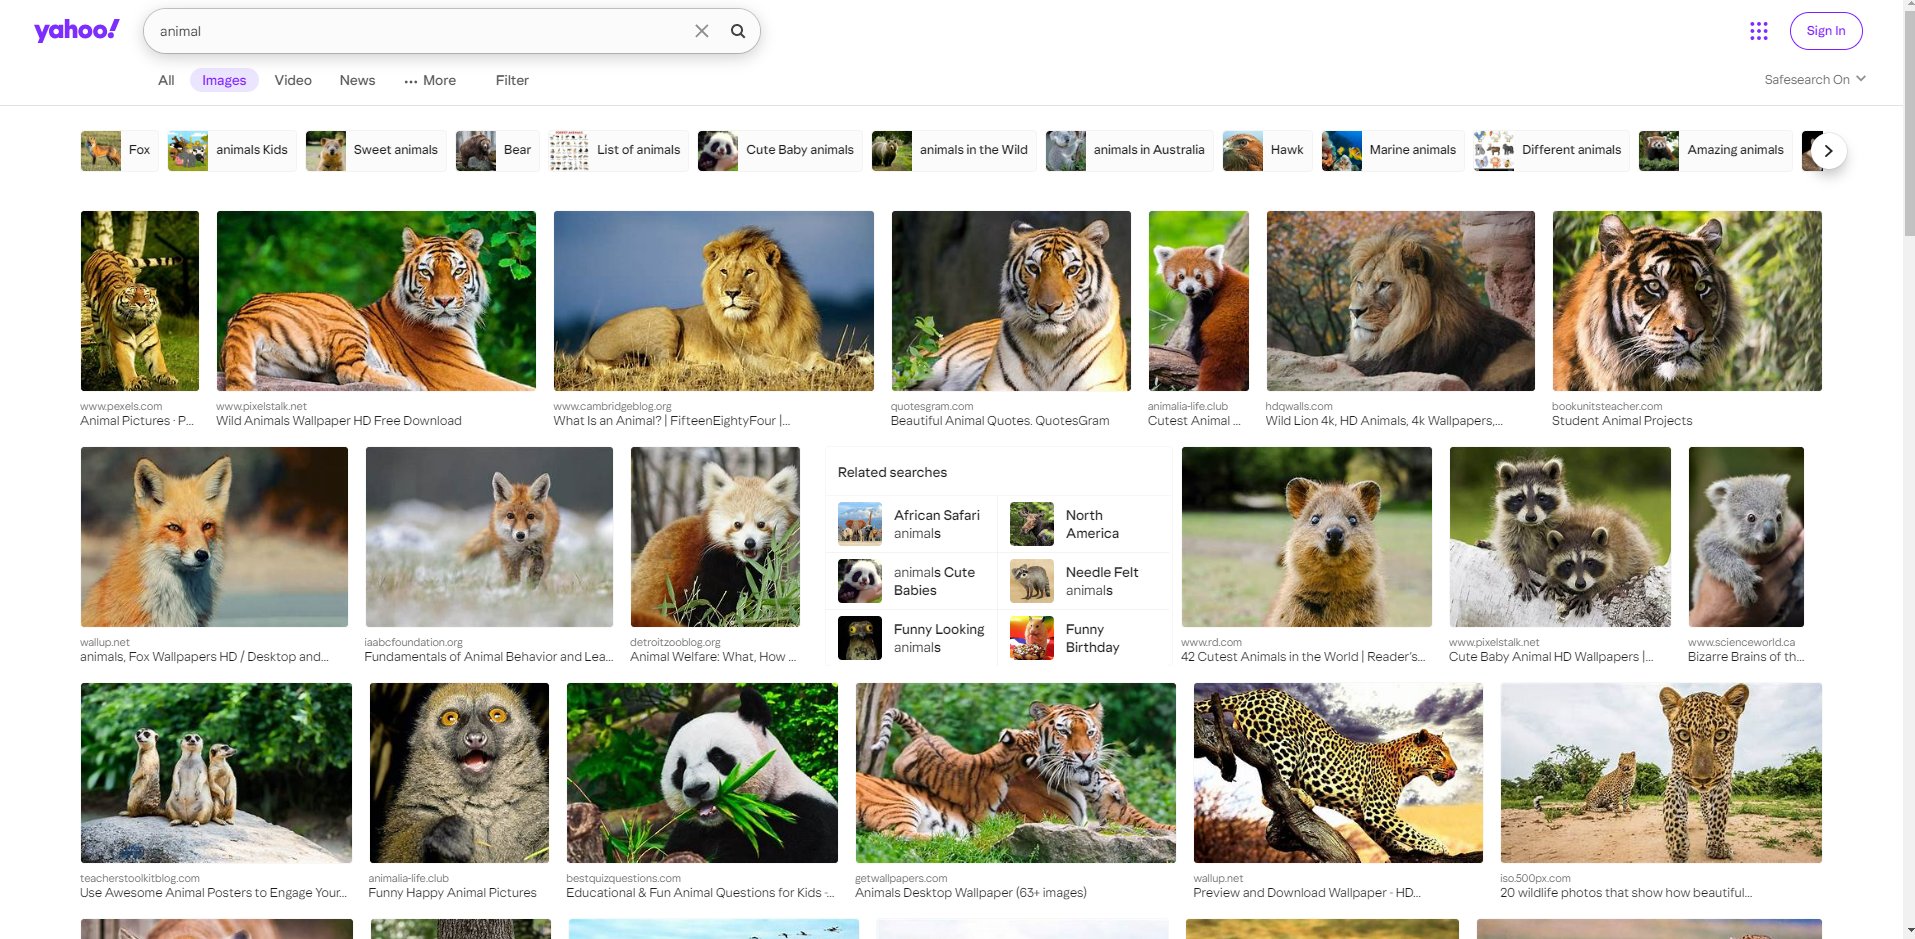 yahoo!
animal
Sign In
All
Images
Video
News
More
Filter
Safesearch On
Fox
animals Kids
Sweet animals
Bear
List of animals
Cute Baby animals
animals in the Wild
animals in Australia
Hawk
Marine animals
Different animals
Amazing animals
www.pexels.com
Animal Pictures · P...
www.pixelstalk.net
Wild Animals Wallpaper HD Free Download
www.cambridgeblog.org
What Is an Animal? | FifteenEightyFour |...
quotesgram.com
Beautiful Animal Quotes. QuotesGram
animalia-life.club
Cutest Animal ...
hdqwalls.com
Wild Lion 4k, HD Animals, 4k Wallpapers,...
bookunitsteacher.com
Student Animal Projects
wallup.net
animals, Fox Wallpapers HD / Desktop and...
iaabcfoundation.org
Fundamentals of Animal Behavior and Lea...
detroitzooblog.org
Animal Welfare: What, How ...
Related searches
African Safari
animals
North
America
animals Cute
Babies
Needle Felt
animals
Funny Looking
animals
Funny
Birthday
www.rd.com
42 Cutest Animals in the World | Reader's...
www.pixelstalk.net
Cute Baby Animal HD Wallpapers |...
www.scienceworld.ca
Bizarre Brains of th...
teacherstoolkitblog.com
Use Awesome Animal Posters to Engage Your...
animalia-life.club
Funny Happy Animal Pictures
bestquizquestions.com
Educational & Fun Animal Questions for Kids -...
getwallpapers.com
Animals Desktop Wallpaper (63+ images)
wallup.net
Preview and Download Wallpaper - HD...
iso.500px.com
20 wildlife photos that show how beautiful...